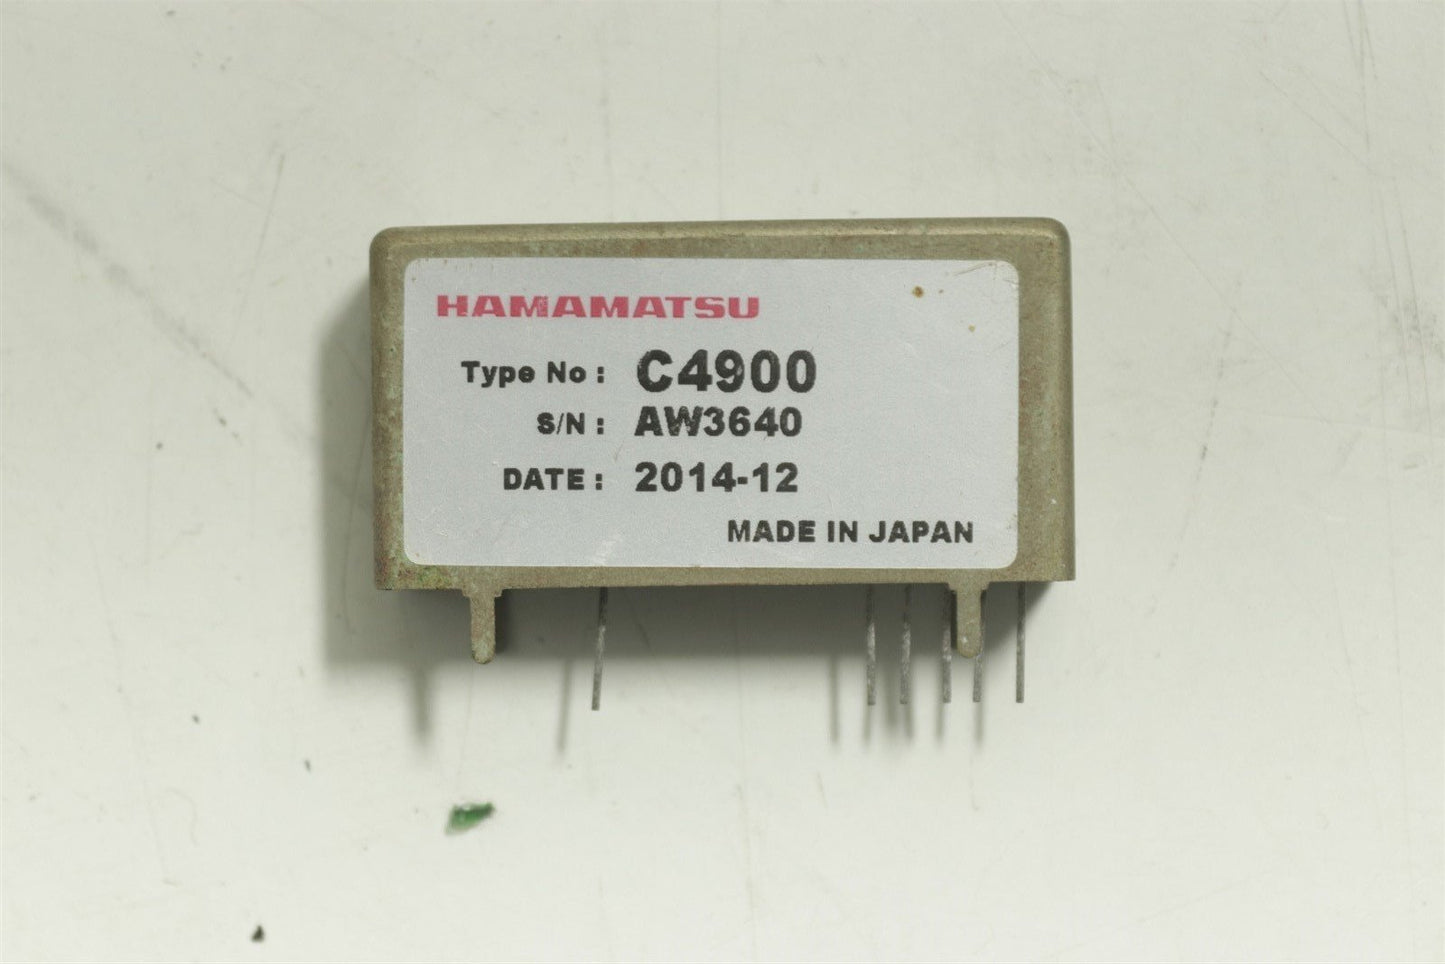 HAMAMATSU
Type No : C4900
S/N : AW3640
DATE : 2014-12
MADE IN JAPAN